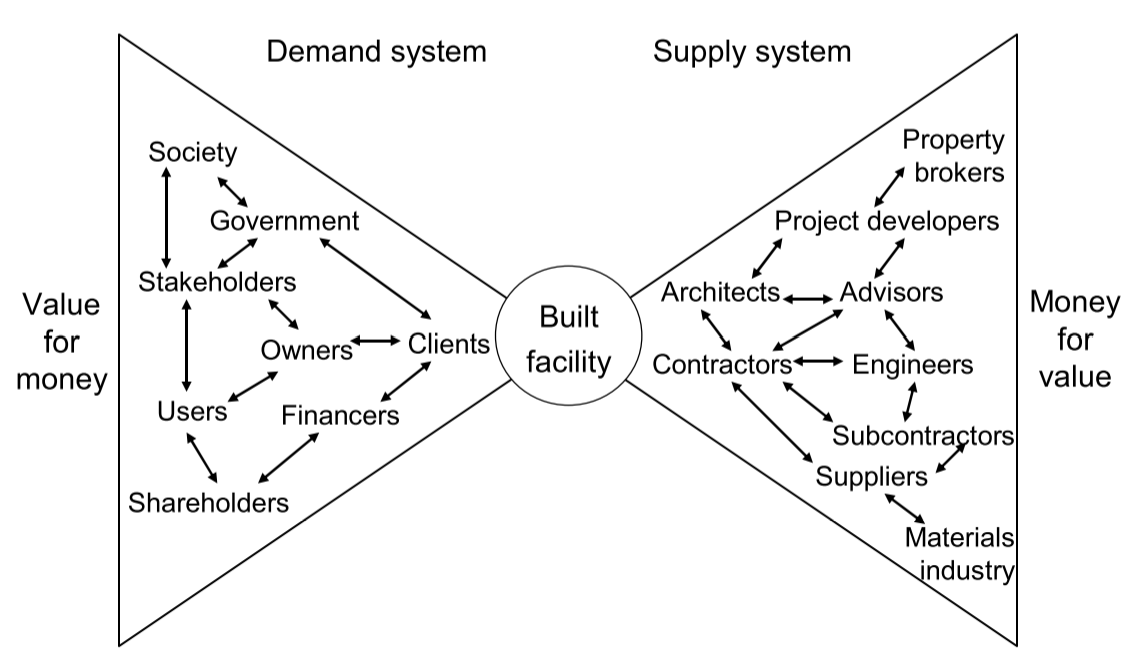 Demand system
Supply system
Society
Government
Stakeholders
Owners
Clients
Users
Financers
Shareholders
Value
for
money
Built
facility
Property
brokers
Project developers
Architects
Advisors
Contractors
Engineers
Subcontractors
Suppliers
Materials
industry
Money
for
value